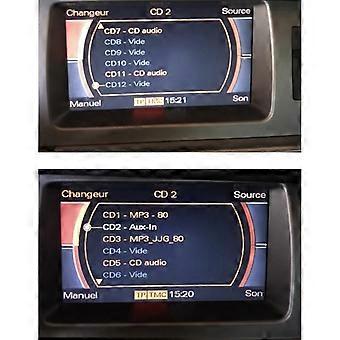 Changeur CD 2 Source
CD7 - CD audio
CD8 - Vide
CD9 - Vide
CD10 - Vide
CD11 - CD audio
CD12 - Vide
Manuel TP TMC 15:21 Son
Changeur CD 2 Source
CD1 - MP3 - 80
CD2 - Aux-In
CD3 - MP3_JJG_80
CD4 - Vide
CD5 - CD audio
CD6 - Vide
Manuel TP TMC 15:20 Son